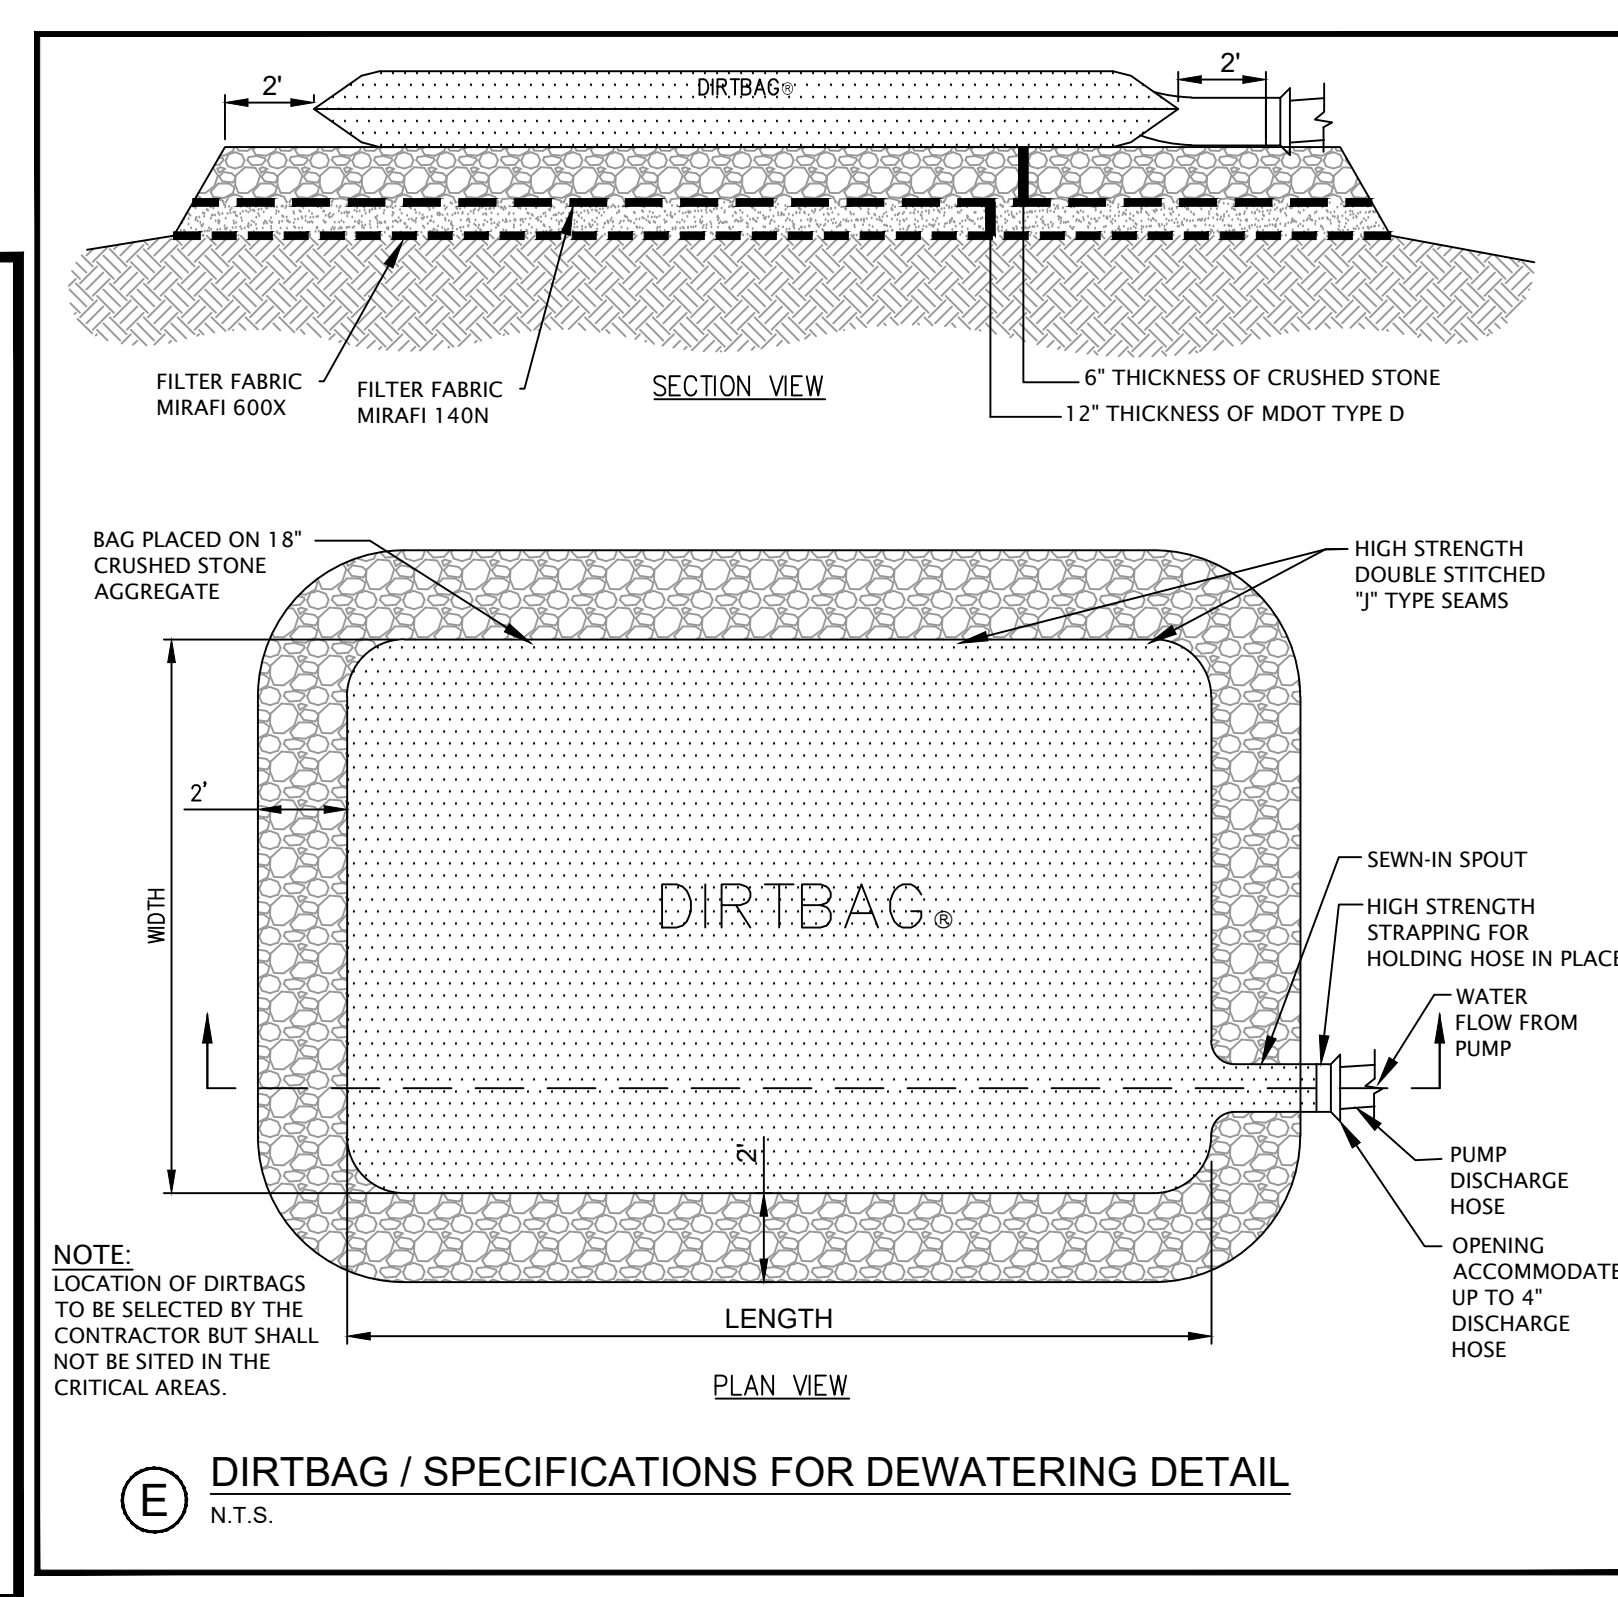 2'
DIRTBAG®
2'
FILTER FABRIC
MIRAFI 600X
FILTER FABRIC
MIRAFI 140N
SECTION VIEW
6" THICKNESS OF CRUSHED STONE
12" THICKNESS OF MDOT TYPE D
BAG PLACED ON 18"
CRUSHED STONE
AGGREGATE
HIGH STRENGTH
DOUBLE STITCHED
"J" TYPE SEAMS
2'
WIDTH
DIRTBAG®
SEWN-IN SPOUT
HIGH STRENGTH
STRAPPING FOR
HOLDING HOSE IN PLACE
WATER
FLOW FROM
PUMP
2'
PUMP
DISCHARGE
HOSE
OPENING
ACCOMMODATE
UP TO 4"
DISCHARGE
HOSE
NOTE:
LOCATION OF DIRTBAGS
TO BE SELECTED BY THE
CONTRACTOR BUT SHALL
NOT BE SITED IN THE
CRITICAL AREAS.
LENGTH
PLAN VIEW
E
DIRTBAG / SPECIFICATIONS FOR DEWATERING DETAIL
N.T.S.